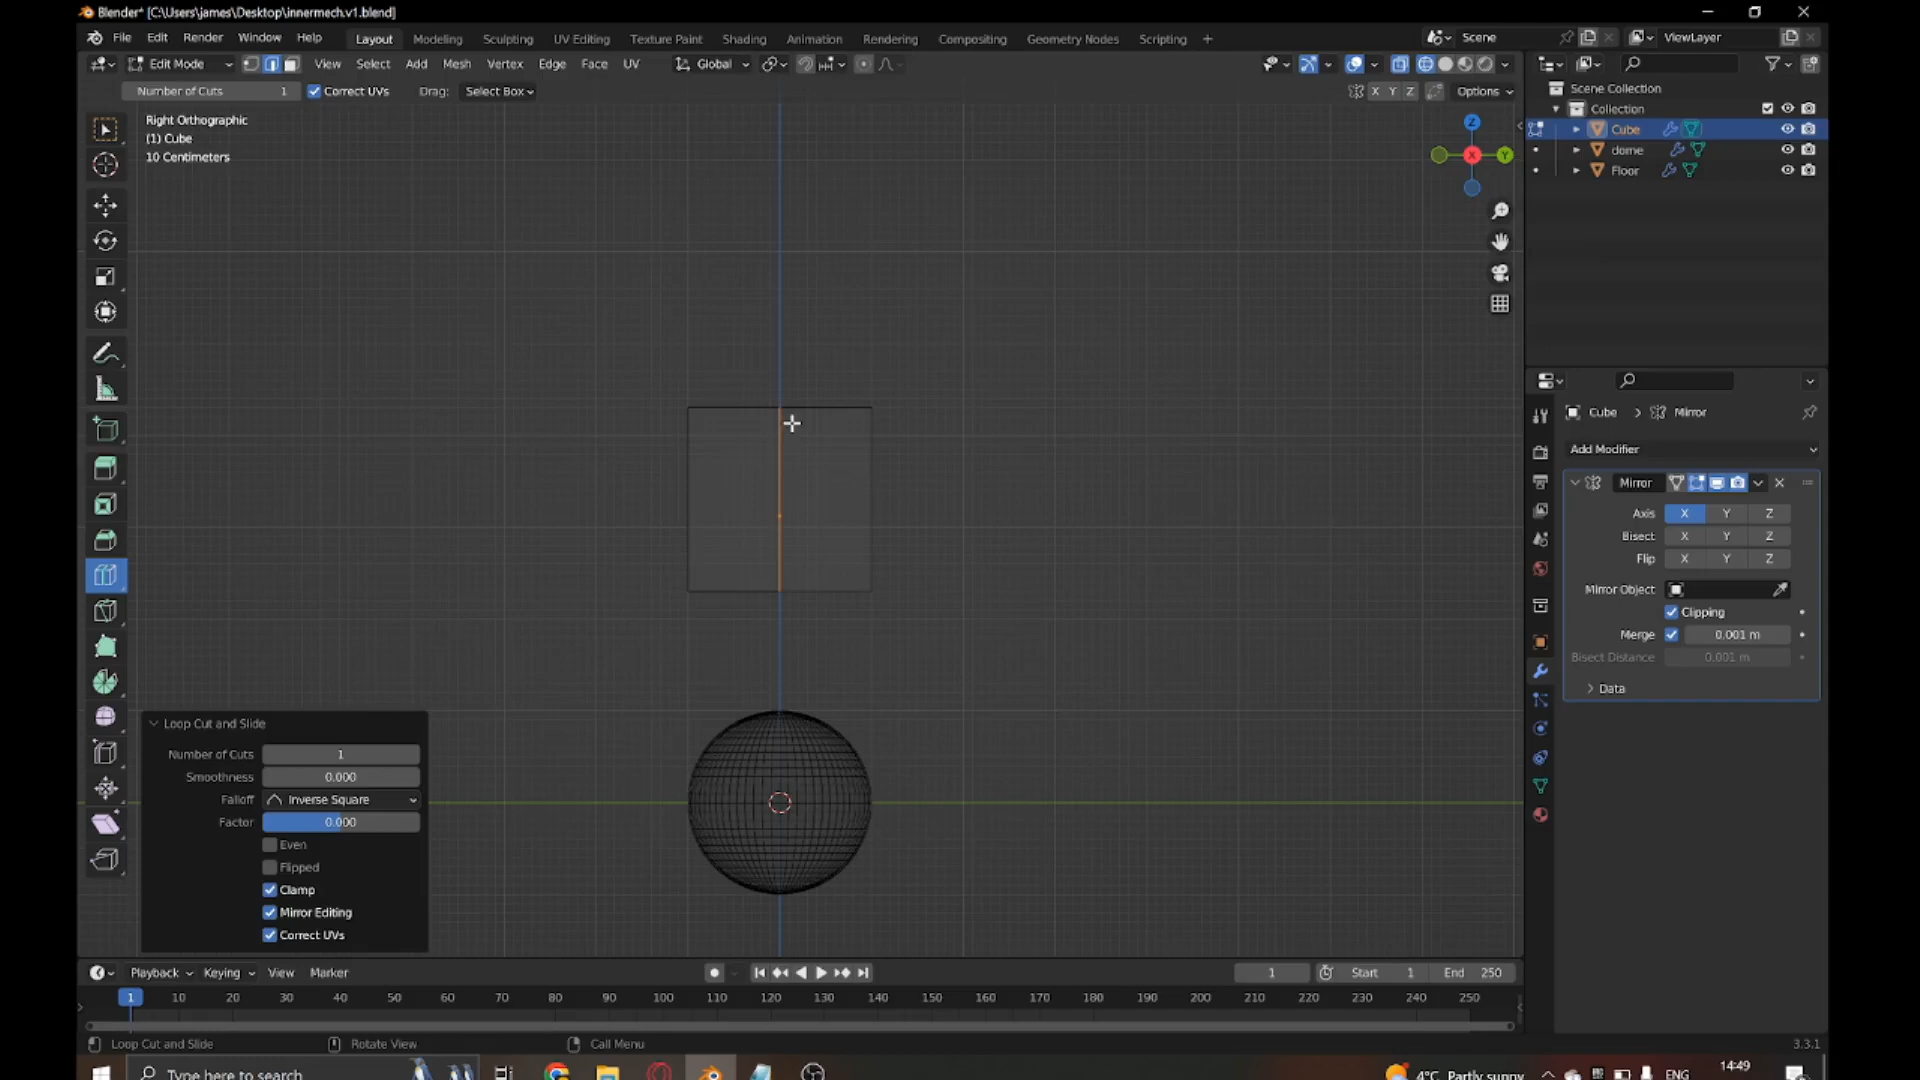 Blender* [C:\Users\james\Desktop\innermech.v1.blend]
File Edit Render Window Help Layout Modeling Sculpting UV Editing Texture Paint Shading Animation Rendering Compositing Geometry Nodes Scripting + Scene ViewLayer
Edit Mode View Select Add Mesh Vertex Edge Face UV Global
Number of Cuts 1 Correct UVs Drag: Select Box X Y Z Options
Right Orthographic
(1) Cube
10 Centimeters
Z
X
Y
Scene Collection
Collection
Cube
dome
Floor
Cube > Mirror
Add Modifier
Mirror
Axis X Y Z
Bisect X Y Z
Flip X Y Z
Mirror Object
Clipping
Merge 0.001 m
Bisect Distance 0.001 m
Data
Loop Cut and Slide
Number of Cuts 1
Smoothness 0.000
Falloff Inverse Square
Factor 0.000
Even
Flipped
Clamp
Mirror Editing
Correct UVs
Playback Keying View Marker 1 Start 1 End 250
1 10 20 30 40 50 60 70 80 90 100 110 120 130 140 150 160 170 180 190 200 210 220 230 240 250
Loop Cut and Slide Rotate View Call Menu 3.3.1
Type here to search 4°C Partly sunny ENG 14:49